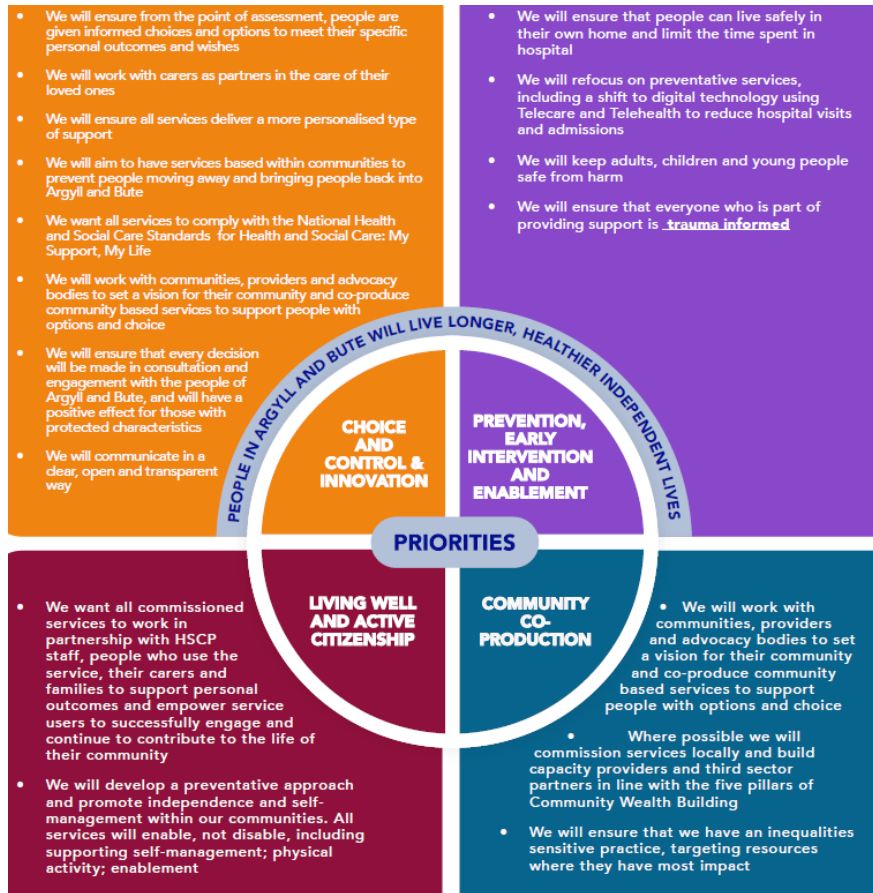 • We will ensure from the point of assessment, people are
given informed choices and options to meet their specific
personal outcomes and wishes
• We will work with carers as partners in the care of their
loved ones
• We will ensure all services deliver a more personalised type
of support
• We will aim to have services based within communities to
prevent people moving away and bringing people back into
Argyll and Bute
• We want all services to comply with the National Health
and Social Care Standards for Health and Social Care: My
Support, My Life
• We will work with communities, providers and advocacy
bodies to set a vision for their community and co-produce
community based services to support people with
options and choice
• We will ensure that every decision
will be made in consultation and
engagement with the people of
Argyll and Bute, and will have a
positive effect for those with
protected characteristics
• We will communicate in a
clear, open and transparent
way
• We will ensure that people can live safely in
their own home and limit the time spent in
hospital
• We will refocus on preventative services,
including a shift to digital technology using
Telecare and Telehealth to reduce hospital visits
and admissions
• We will keep adults, children and young people
safe from harm
• We will ensure that everyone who is part of
providing support is trauma informed
PEOPLE IN ARGYLL AND BUTE WILL LIVE LONGER, HEALTHIER INDEPENDENT LIVES
CHOICE
AND
CONTROL &
INNOVATION
PREVENTION,
EARLY
INTERVENTION
AND
ENABLEMENT
PRIORITIES
LIVING WELL
AND ACTIVE
CITIZENSHIP
COMMUNITY
CO-
PRODUCTION
• We want all commissioned
services to work in
partnership with HSCP
staff, people who use the
service, their carers and
families to support personal
outcomes and empower service
users to successfully engage and
continue to contribute to the life of
their community
• We will develop a preventative approach
and promote independence and self-
management within our communities. All
services will enable, not disable, including
supporting self-management; physical
activity; enablement
• We will work with
communities, providers
and advocacy bodies to set
a vision for their community
and co-produce community
based services to support
people with options and choice
• Where possible we will
commission services locally and build
capacity providers and third sector
partners in line with the five pillars of
Community Wealth Building
• We will ensure that we have an inequalities
sensitive practice, targeting resources
where they have most impact